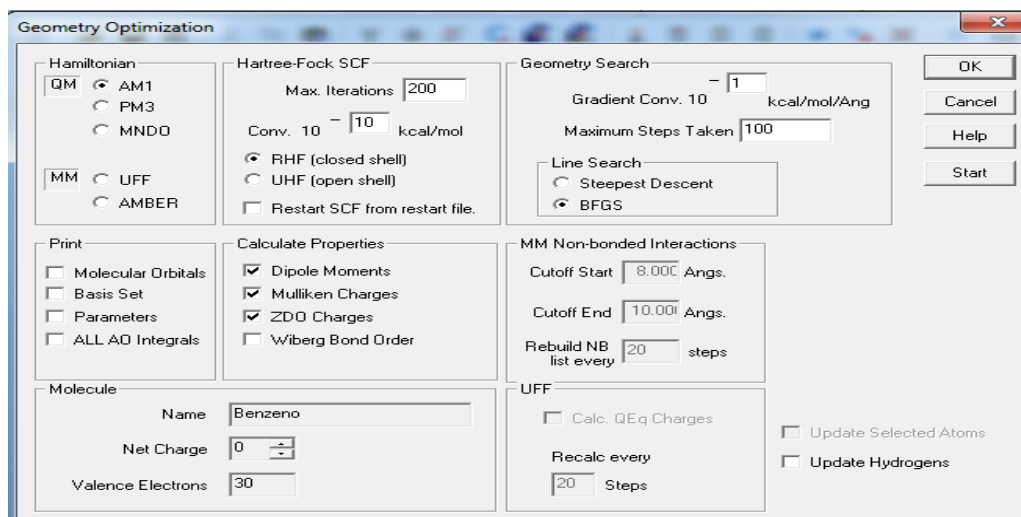 Geometry Optimization
Hamiltonian
QM AM1
PM3
MNDO
MM UFF
AMBER
Hartree-Fock SCF
Max. Iterations 200
Conv. 10 - 10 kcal/mol
RHF (closed shell)
UHF (open shell)
Restart SCF from restart file.
Geometry Search
Gradient Conv. 10 - 1 kcal/mol/Ang
Maximum Steps Taken 100
Line Search
Steepest Descent
BFGS
OK
Cancel
Help
Start
Print
Molecular Orbitals
Basis Set
Parameters
ALL AO Integrals
Calculate Properties
Dipole Moments
Mulliken Charges
ZDO Charges
Wiberg Bond Order
MM Non-bonded Interactions
Cutoff Start 8.000 Angs.
Cutoff End 10.00 Angs.
Rebuild NB
list every 20 steps
Molecule
Name Benzeno
Net Charge 0
Valence Electrons 30
UFF
Calc. QEq Charges
Recalc every
20 Steps
Update Selected Atoms
Update Hydrogens